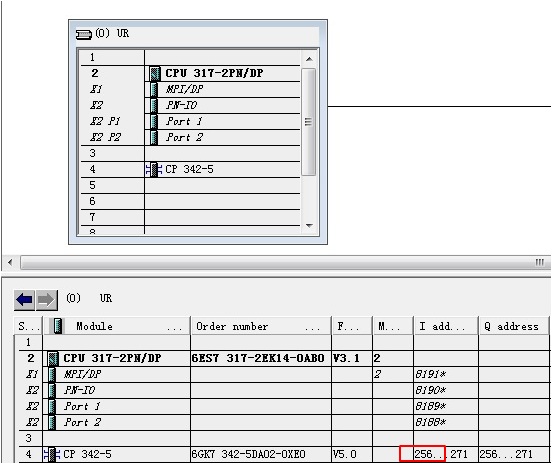 (0) UR
1
2 CPU 317-2PN/DP
X1 MPI/DP
X2 PN-IO
X2 P1 Port 1
X2 P2 Port 2
3
4 CP 342-5
5
6
7
8
(0) UR
S... Module ... Order number ... F... M... I add... Q address
1
2 CPU 317-2PN/DP 6ES7 317-2EK14-0AB0 V3.1 2
X1 MPI/DP 2 8191*
X2 PN-IO 8190*
X2 Port 1 8189*
X2 Port 2 8188*
3
4 CP 342-5 6GK7 342-5DA02-0XE0 V5.0 256...271 256...271